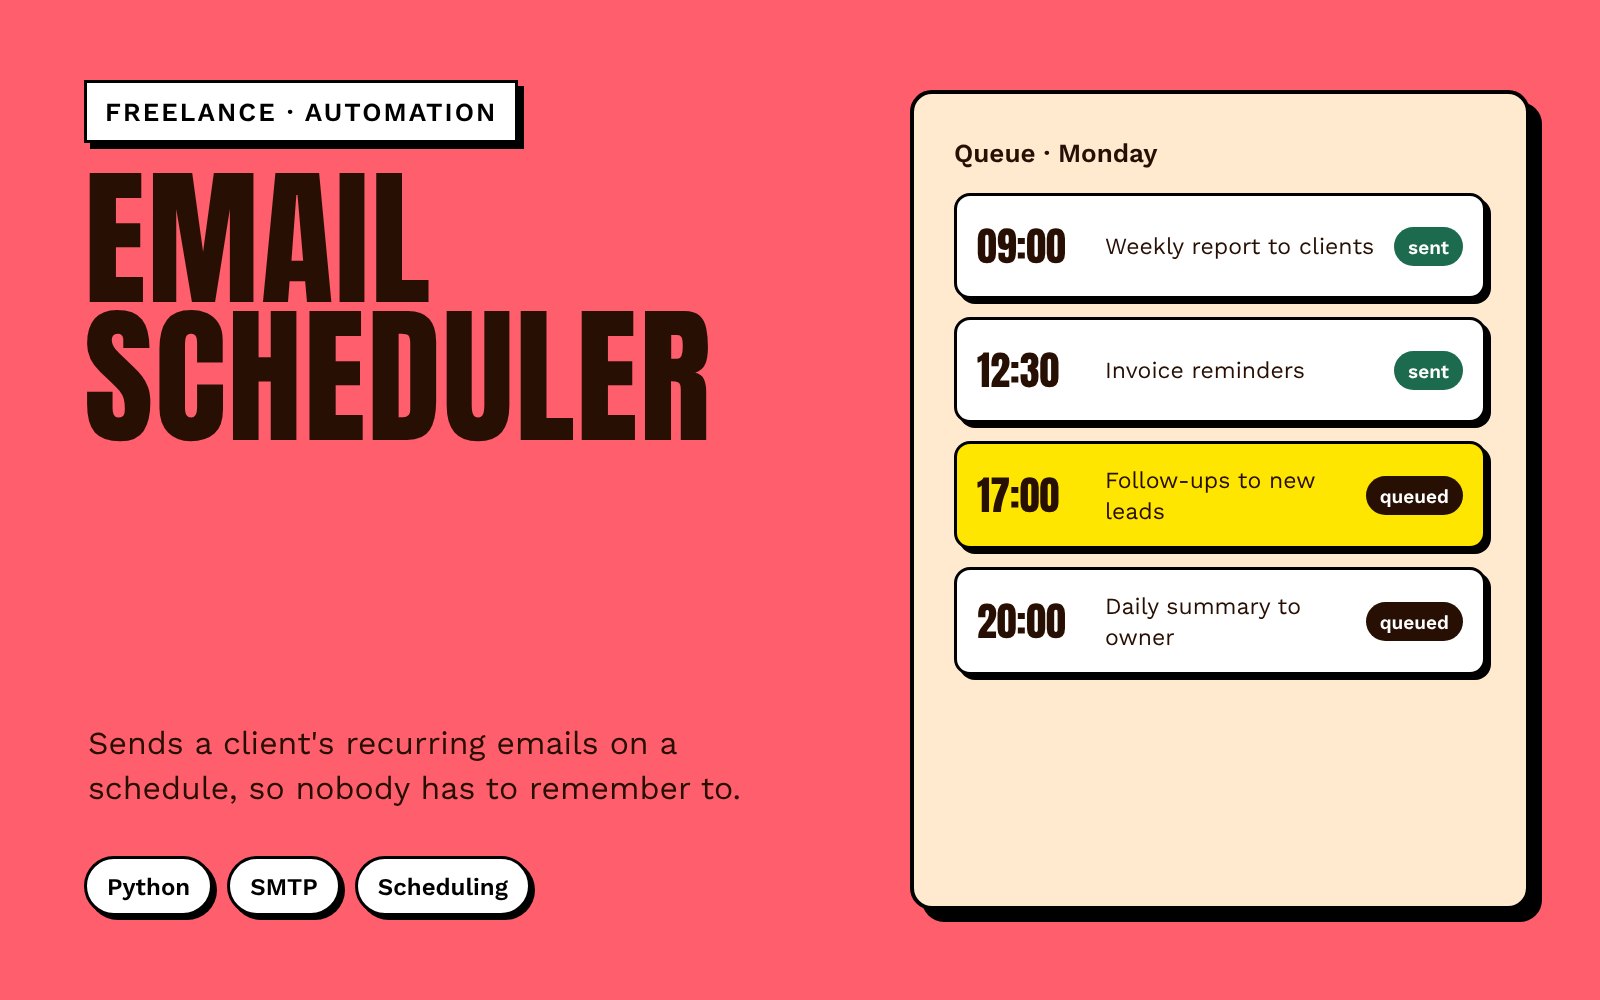 FREELANCE · AUTOMATION
EMAIL
SCHEDULER
Sends a client's recurring emails on a
schedule, so nobody has to remember to.
Python
SMTP
Scheduling
Queue · Monday
09:00
Weekly report to clients
sent
12:30
Invoice reminders
sent
17:00
Follow-ups to new
leads
queued
20:00
Daily summary to
owner
queued